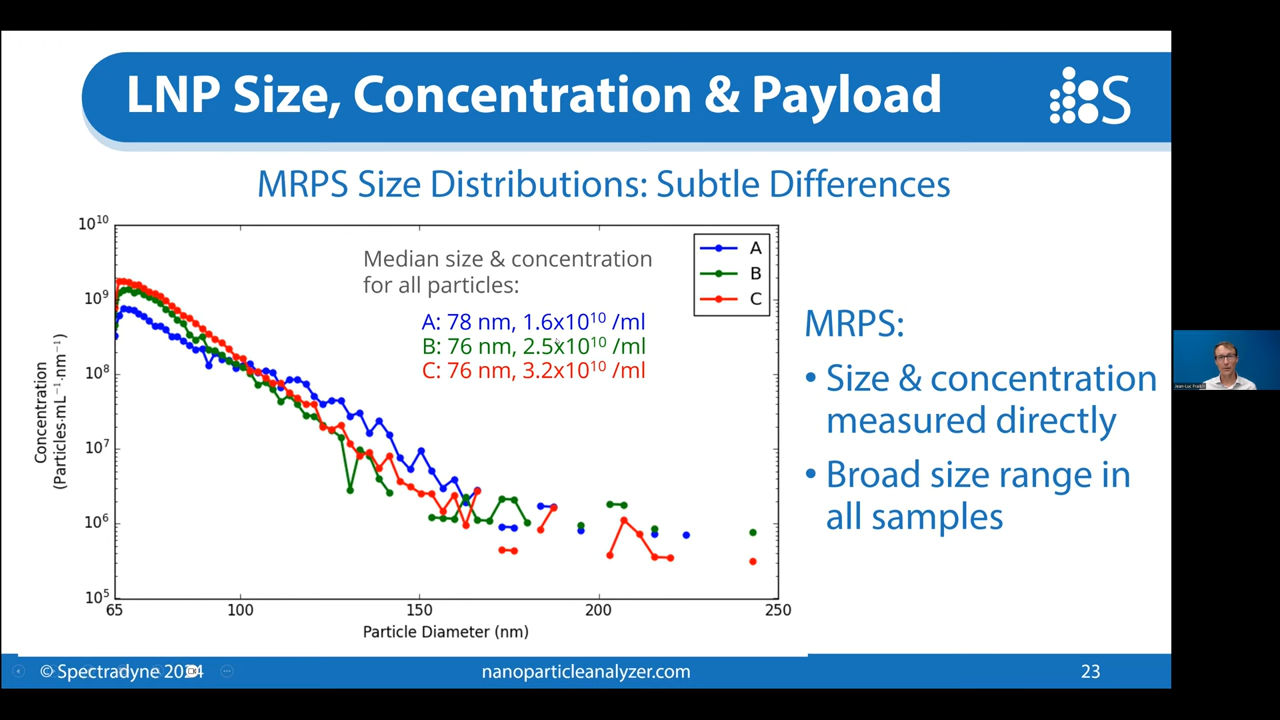 LNP Size, Concentration & Payload
S
MRPS Size Distributions: Subtle Differences
10¹⁰
10⁹
10⁸
10⁷
10⁶
10⁵
Concentration
(Particles·mL⁻¹·nm⁻¹)
Median size & concentration
for all particles:
A: 78 nm, 1.6x10¹⁰ /ml
B: 76 nm, 2.5x10¹⁰ /ml
C: 76 nm, 3.2x10¹⁰ /ml
A
B
C
65 100 150 200 250
Particle Diameter (nm)
MRPS:
• Size & concentration
measured directly
• Broad size range in
all samples
© Spectradyne 2024
nanoparticleanalyzer.com
23